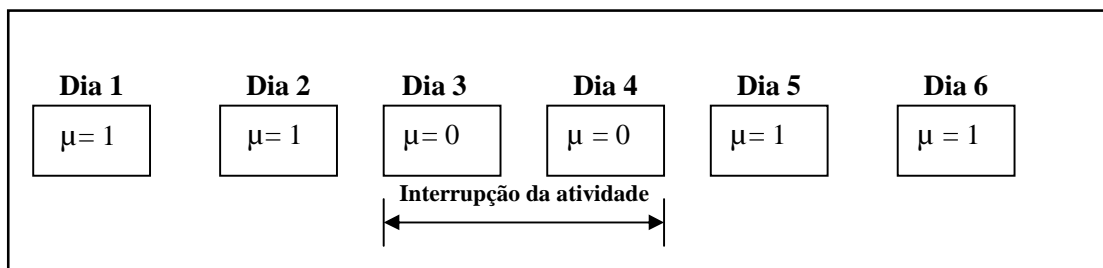 Dia 1 Dia 2 Dia 3 Dia 4 Dia 5 Dia 6
µ= 1 µ= 1 µ= 0 µ = 0 µ = 1 µ = 1
Interrupção da atividade